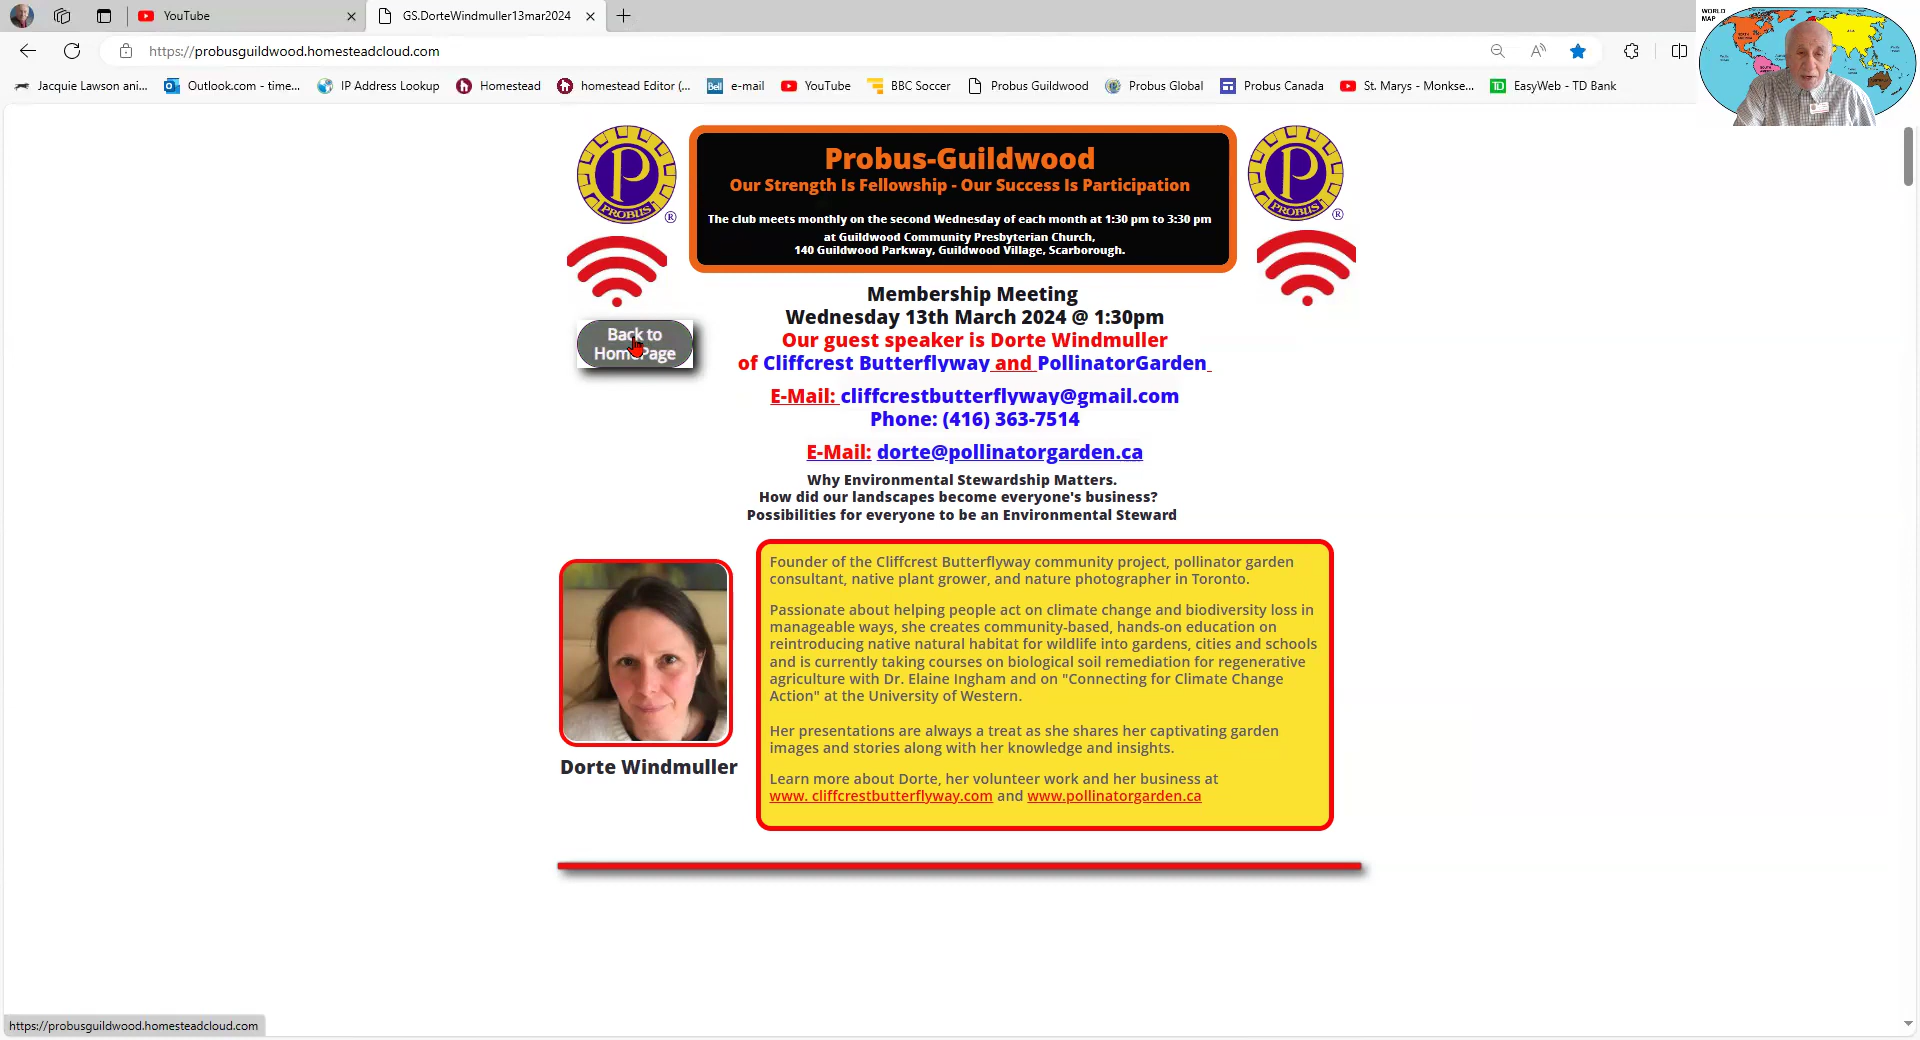 YouTube
GS.DorteWindmuller13mar2024
https://probusguildwood.homesteadcloud.com
Jacquie Lawson ani...
Outlook.com - time...
IP Address Lookup
Homestead
homestead Editor (...
Bell
e-mail
YouTube
BBC Soccer
Probus Guildwood
Probus Global
Probus Canada
St. Marys - Monkse...
TD
EasyWeb - TD Bank
WORLD
MAP
P
PROBUS
®
Probus-Guildwood
Our Strength Is Fellowship - Our Success Is Participation
The club meets monthly on the second Wednesday of each month at 1:30 pm to 3:30 pm
at Guildwood Community Presbyterian Church,
140 Guildwood Parkway, Guildwood Village, Scarborough.
P
PROBUS
®
Back to
HomePage
Membership Meeting
Wednesday 13th March 2024 @ 1:30pm
Our guest speaker is Dorte Windmuller
of Cliffcrest Butterflyway and PollinatorGarden
E-Mail: cliffcrestbutterflyway@gmail.com
Phone: (416) 363-7514
E-Mail: dorte@pollinatorgarden.ca
Why Environmental Stewardship Matters.
How did our landscapes become everyone's business?
Possibilities for everyone to be an Environmental Steward
Founder of the Cliffcrest Butterflyway community project, pollinator garden
consultant, native plant grower, and nature photographer in Toronto.
Passionate about helping people act on climate change and biodiversity loss in
manageable ways, she creates community-based, hands-on education on
reintroducing native natural habitat for wildlife into gardens, cities and schools
and is currently taking courses on biological soil remediation for regenerative
agriculture with Dr. Elaine Ingham and on "Connecting for Climate Change
Action" at the University of Western.
Her presentations are always a treat as she shares her captivating garden
images and stories along with her knowledge and insights.
Learn more about Dorte, her volunteer work and her business at
www. cliffcrestbutterflyway.com and www.pollinatorgarden.ca
Dorte Windmuller
https://probusguildwood.homesteadcloud.com